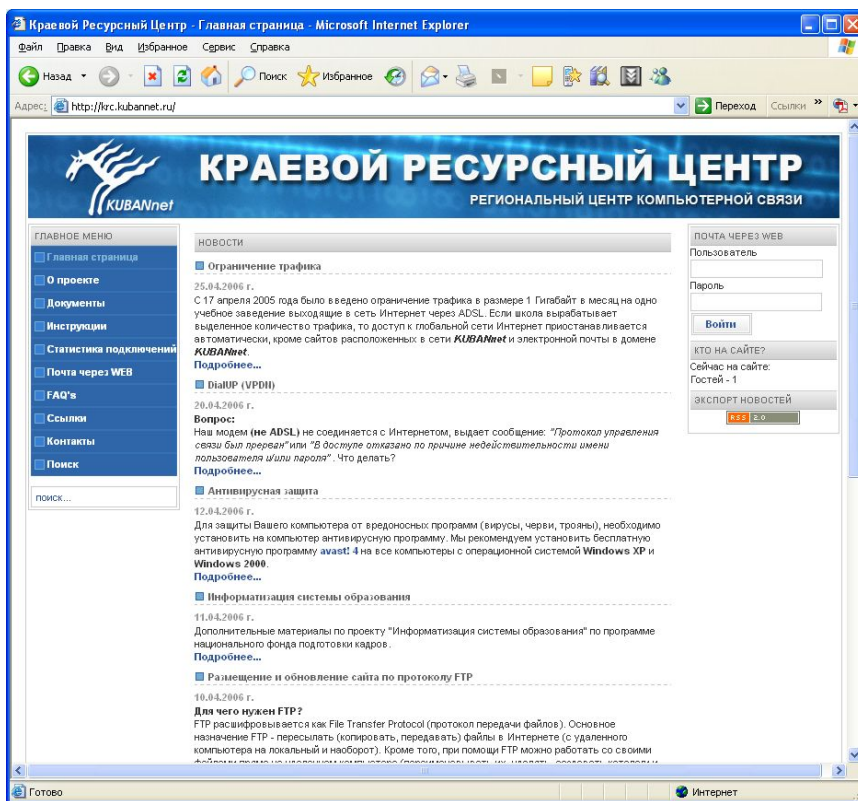 Краевой Ресурсный Центр - Главная страница - Microsoft Internet Explorer
Файл Правка Вид Избранное Сервис Справка
Назад Поиск Избранное
Адрес: http://krc.kubannet.ru/ Переход Ссылки »
КРАЕВОЙ РЕСУРСНЫЙ ЦЕНТР
РЕГИОНАЛЬНЫЙ ЦЕНТР КОМПЬЮТЕРНОЙ СВЯЗИ
KUBANnet
ГЛАВНОЕ МЕНЮ
Главная страница
О проекте
Документы
Инструкции
Статистика подключений
Почта через WEB
FAQ's
Ссылки
Контакты
Поиск
поиск...
НОВОСТИ
Ограничение трафика
25.04.2006 г.
С 17 апреля 2005 года было введено ограничение трафика в размере 1 Гигабайт в месяц на одно
учебное заведение выходящие в сеть Интернет через ADSL. Если школа вырабатывает
выделенное количество трафика, то доступ к глобальной сети Интернет приостанавливается
автоматически, кроме сайтов расположенных в сети KUBANnet и электронной почты в домене
KUBANnet.
Подробнее...
DialUP (VPDN)
20.04.2006 г.
Вопрос:
Наш модем (не ADSL) не соединяется с Интернетом, выдает сообщение: "Протокол управления
связи был прерван"или "В доступе отказано по причине недействительности имени
пользователя и/или пароля". Что делать?
Подробнее...
Антивирусная защита
12.04.2006 г.
Для защиты Вашего компьютера от вредоносных программ (вирусы, черви, трояны), необходимо
установить на компьютер антивирусную программу. Мы рекомендуем установить бесплатную
антивирусную программу avast! 4 на все компьютеры с операционной системой Windows XP и
Windows 2000.
Подробнее...
Информатизация системы образования
11.04.2006 г.
Дополнительные материалы по проекту "Информатизация системы образования" по программе
национального фонда подготовки кадров.
Подробнее...
Размещение и обновление сайта по протоколу FTP
10.04.2006 г.
Для чего нужен FTP?
FTP расшифровывается как File Transfer Protocol (протокол передачи файлов). Основное
назначение FTP - пересылать (копировать, передавать) файлы в Интернете (с удаленного
компьютера на локальный и наоборот). Кроме того, при помощи FTP можно работать со своими
ПОЧТА ЧЕРЕЗ WEB
Пользователь
Пароль
Войти
КТО НА САЙТЕ?
Сейчас на сайте:
Гостей - 1
ЭКСПОРТ НОВОСТЕЙ
RSS 2.0
Готово
Интернет